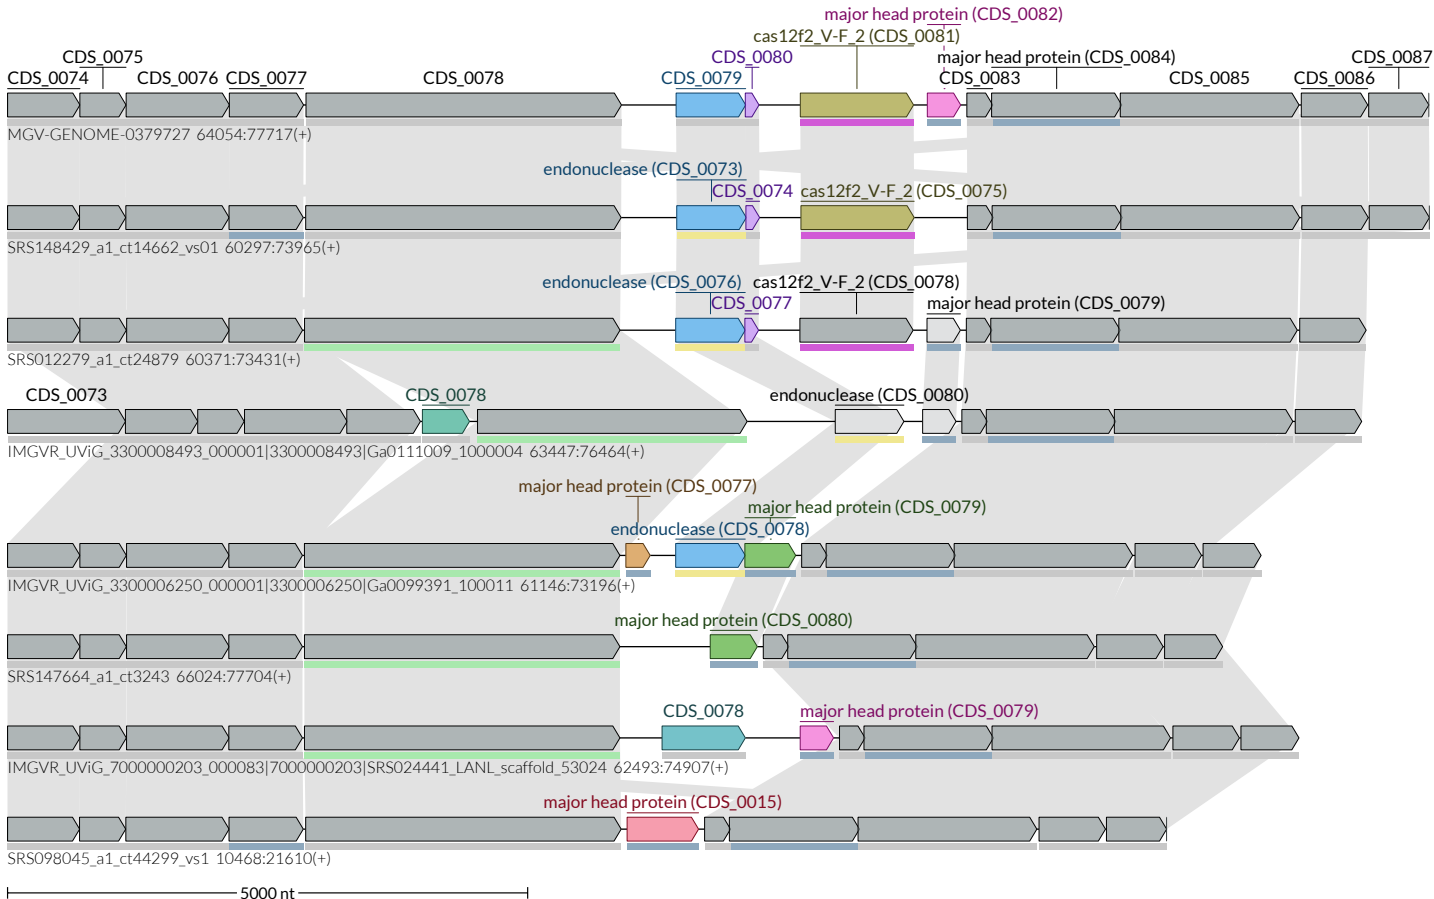 major head protein (CDS_0082)
cas12f2_V-F_2 (CDS_0081)
CDS_0075 CDS_0080 major head protein (CDS_0084) CDS_0087
CDS_0074 CDS_0076 CDS_0077 CDS_0078 CDS_0079 CDS_0083 CDS_0085 CDS_0086
MGV-GENOME-0379727 64054:77717(+)
endonuclease (CDS_0073)
CDS_0074 cas12f2_V-F_2 (CDS_0075)
SRS148429_a1_ct14662_vs01 60297:73965(+)
endonuclease (CDS_0076) cas12f2_V-F_2 (CDS_0078)
CDS_0077 major head protein (CDS_0079)
SRS012279_a1_ct24879 60371:73431(+)
CDS_0073 CDS_0078 endonuclease (CDS_0080)
IMGVR_UViG_3300008493_000001|3300008493|Ga0111009_1000004 63447:76464(+)
major head protein (CDS_0077)
major head protein (CDS_0079)
endonuclease (CDS_0078)
IMGVR_UViG_3300006250_000001|3300006250|Ga0099391_100011 61146:73196(+)
major head protein (CDS_0080)
SRS147664_a1_ct3243 66024:77704(+)
CDS_0078 major head protein (CDS_0079)
IMGVR_UViG_7000000203_000083|7000000203|SRS024441_LANL_scaffold_53024 62493:74907(+)
major head protein (CDS_0015)
SRS098045_a1_ct44299_vs1 10468:21610(+)
5000 nt